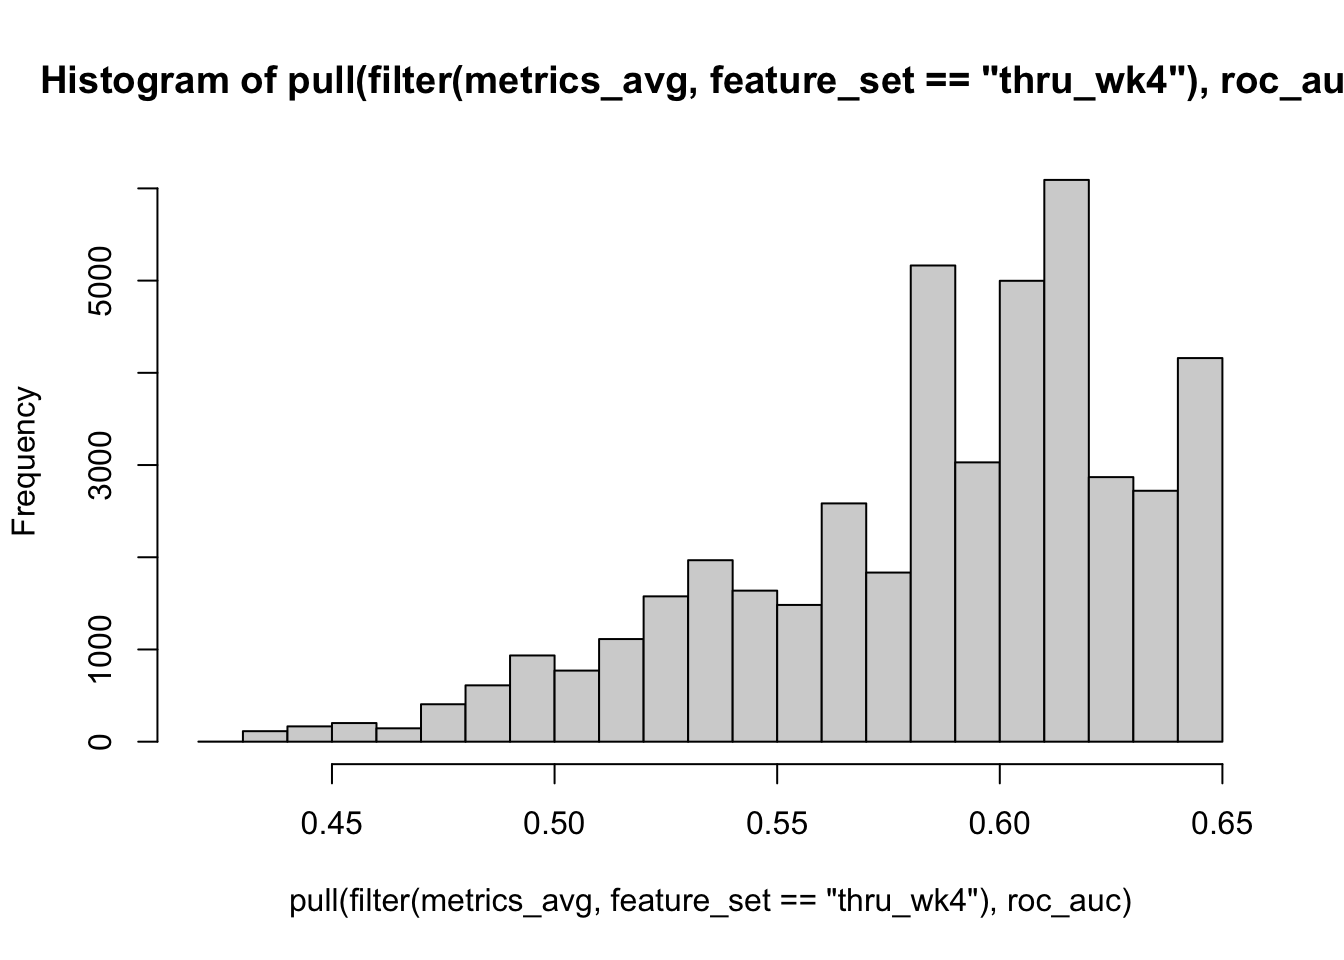 Histogram of pull(filter(metrics_avg, feature_set == "thru_wk4"), roc_au
Frequency
5000
3000
1000
0
0.45 0.50 0.55 0.60 0.65
pull(filter(metrics_avg, feature_set == "thru_wk4"), roc_auc)